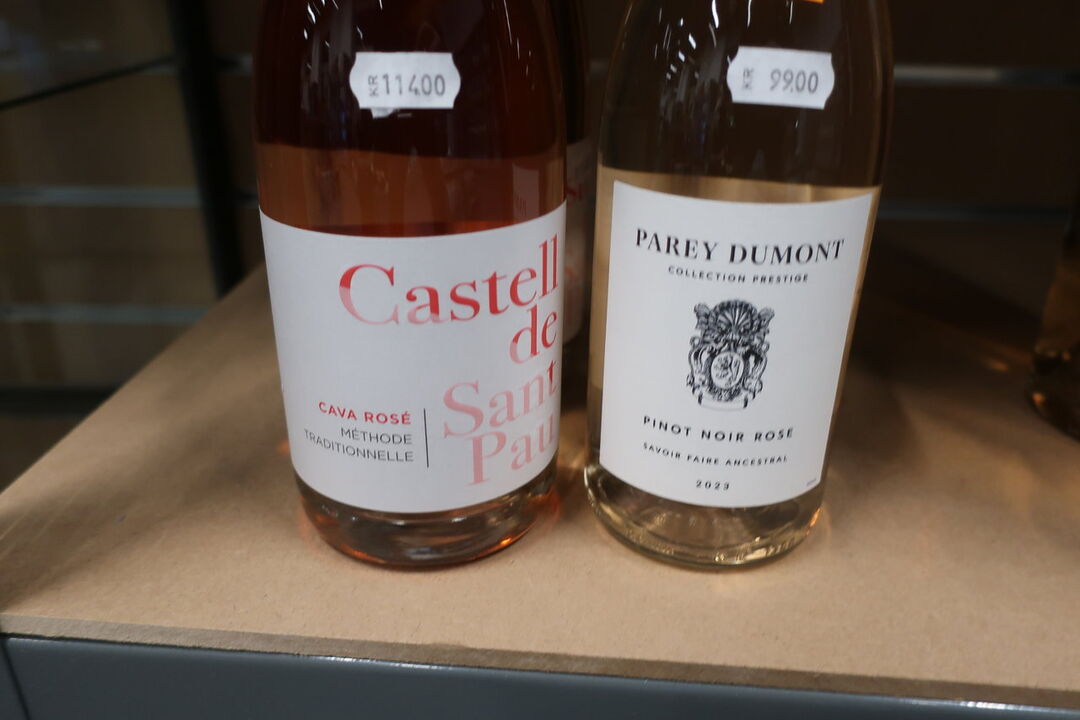 KR 114.00
Castell
de
Sant
Pau
CAVA ROSÉ
MÉTHODE
TRADITIONNELLE
KR 99.00
PAREY DUMONT
COLLECTION PRESTIGE
PINOT NOIR ROSE
SAVOIR FAIRE ANCESTRAL
2023